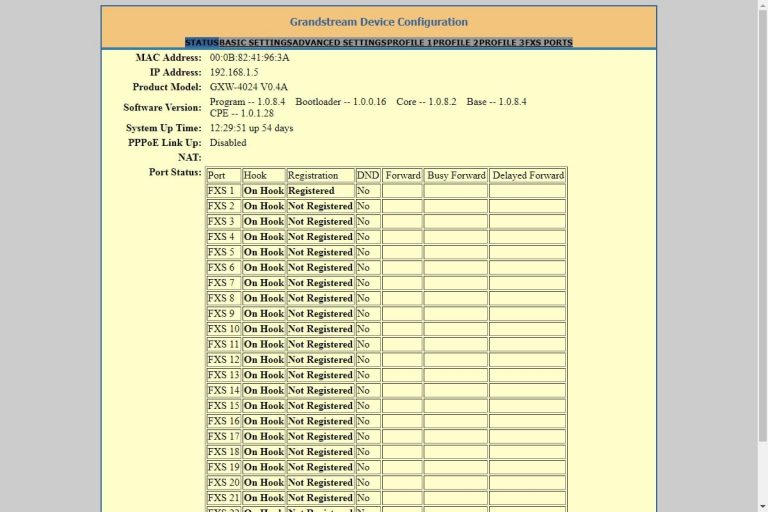 Grandstream Device Configuration
STATUS BASIC SETTINGS ADVANCED SETTINGS PROFILE 1 PROFILE 2 PROFILE 3 FXS PORTS
MAC Address: 00:0B:82:41:96:3A
IP Address: 192.168.1.5
Product Model: GXW-4024 V0.4A
Software Version: Program -- 1.0.8.4 Bootloader -- 1.0.0.16 Core -- 1.0.8.2 Base -- 1.0.8.4
CPE -- 1.0.1.28
System Up Time: 12:29:51 up 54 days
PPPoE Link Up: Disabled
NAT:
Port Status: Port Hook Registration DND Forward Busy Forward Delayed Forward
FXS 1 On Hook Registered No
FXS 2 On Hook Not Registered No
FXS 3 On Hook Not Registered No
FXS 4 On Hook Not Registered No
FXS 5 On Hook Not Registered No
FXS 6 On Hook Not Registered No
FXS 7 On Hook Not Registered No
FXS 8 On Hook Not Registered No
FXS 9 On Hook Not Registered No
FXS 10 On Hook Not Registered No
FXS 11 On Hook Not Registered No
FXS 12 On Hook Not Registered No
FXS 13 On Hook Not Registered No
FXS 14 On Hook Not Registered No
FXS 15 On Hook Not Registered No
FXS 16 On Hook Not Registered No
FXS 17 On Hook Not Registered No
FXS 18 On Hook Not Registered No
FXS 19 On Hook Not Registered No
FXS 20 On Hook Not Registered No
FXS 21 On Hook Not Registered No